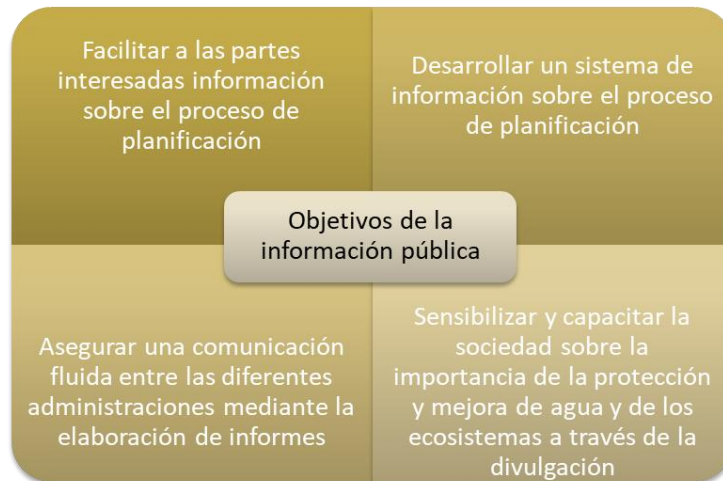 Facilitar a las partes
interesadas información
sobre el proceso de
planificación
Desarrollar un sistema de
información sobre el proceso
de planificación
Objetivos de la
información pública
Asegurar una comunicación
fluida entre las diferentes
administraciones mediante la
elaboración de informes
Sensibilizar y capacitar la
sociedad sobre la
importancia de la protección
y mejora de agua y de los
ecosistemas a través de la
divulgación